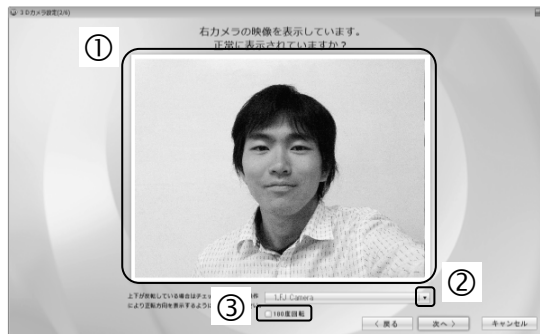 3Dカメラ設定(2/6)
右カメラの映像を表示しています。
正常に表示されていますか？
①
②
上下が反転している場合はチェッ
作
1.FJ Camera
により正転方向を表示するように
③
180度回転
< 戻る
次へ >
キャンセル